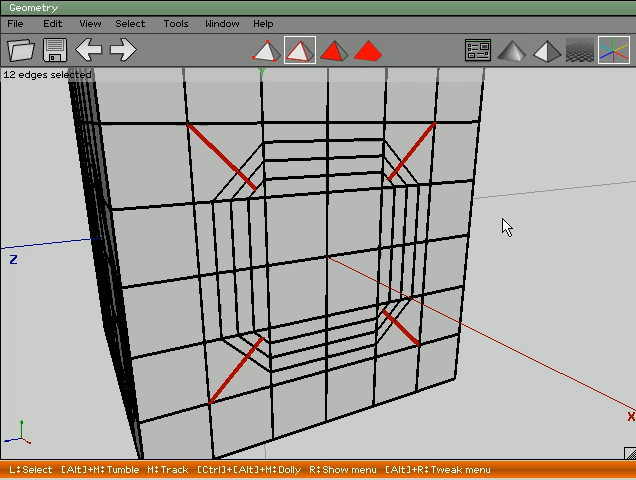 Geometry
File Edit View Select Tools Window Help
12 edges selected
Y
Z
X
L:Select [Alt]+M:Tumble M:Track [Ctrl]+[Alt]+M:Dolly R:Show menu [Alt]+R:Tweak menu